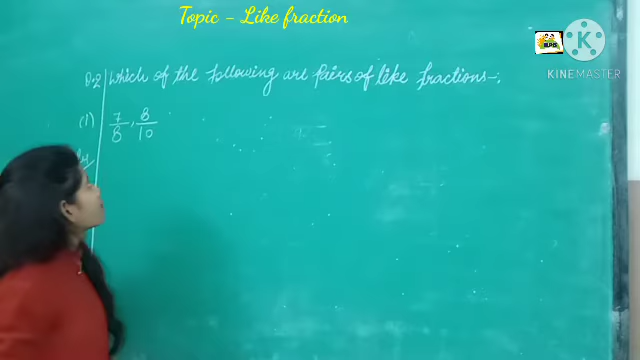 Topic - Like fraction
KINEMASTER
Q.2 Which of the following are pairs of like fractions-:
(1) 7/8, 8/10